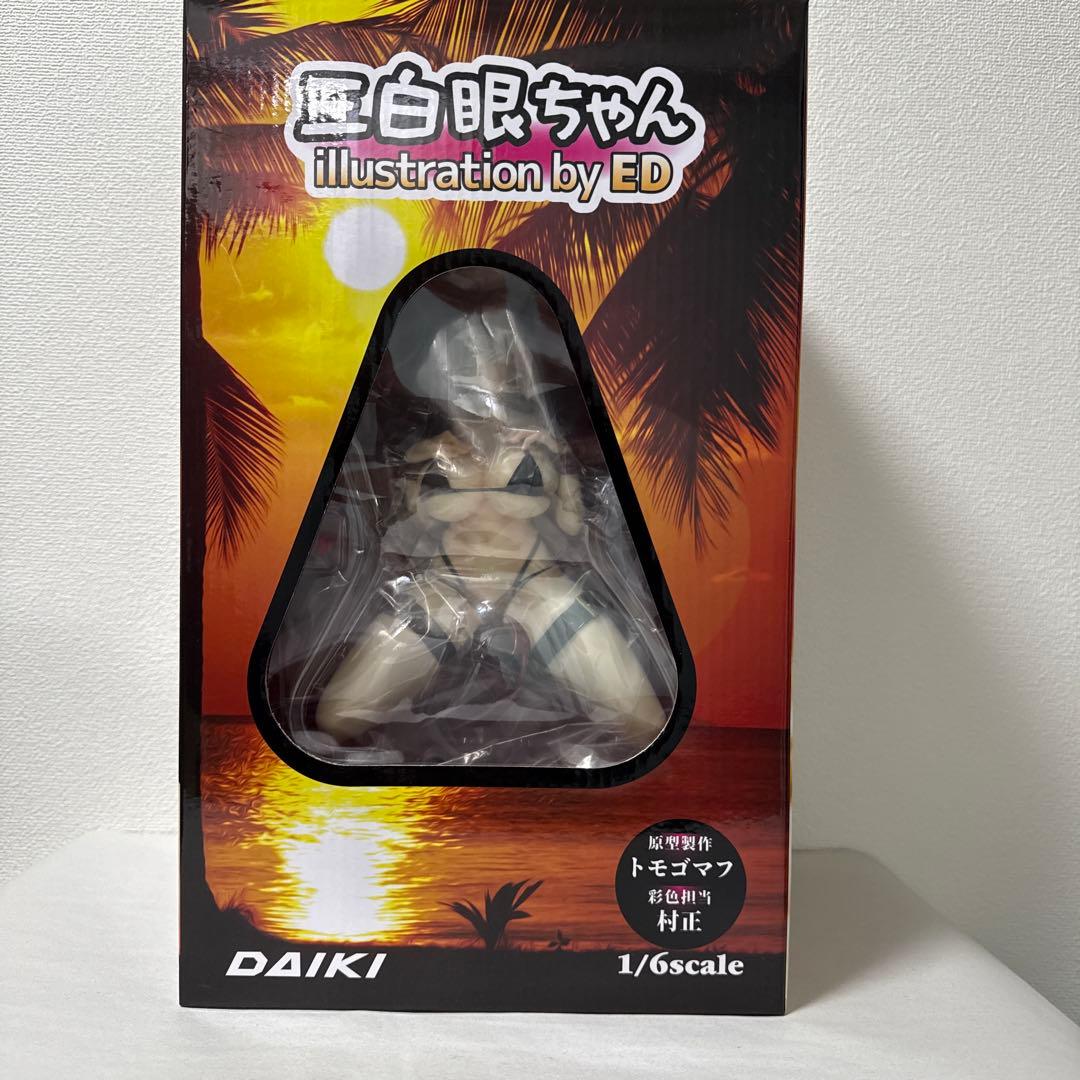 三白眼ちゃん
illustration by ED
原型製作
トモゴマフ
彩色担当
村正
DAIKI
1/6scale